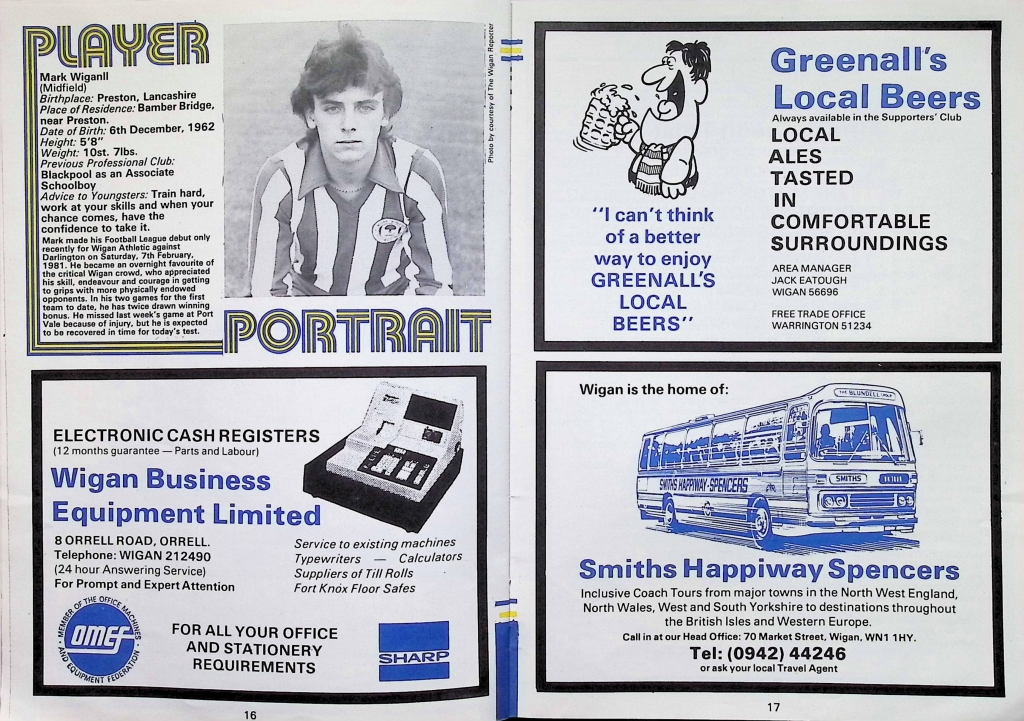 PLAYER
Mark Wiganll
(Midfield)
Birthplace: Preston, Lancashire
Place of Residence: Bamber Bridge,
near Preston.
Date of Birth: 6th December, 1962
Height: 5'8"
Weight: 10st. 7lbs.
Previous Professional Club:
Blackpool as an Associate
Schoolboy
Advice to Youngsters: Train hard,
work at your skills and when your
chance comes, have the
confidence to take it.
Mark made his Football League debut only
recently for Wigan Athletic against
Darlington on Saturday, 7th February,
1981. He became an overnight favourite of
the critical Wigan crowd, who appreciated
his skill, endeavour and courage in getting
to grips with more physically endowed
opponents. In his two games for the first
team to date, he has twice drawn winning
bonus. He missed last week's game at Port
Vale because of injury, but he is expected
to be recovered in time for today's test.
Photo by courtesy of The Wigan Reporter
PORTRAIT
ELECTRONIC CASH REGISTERS
(12 months guarantee — Parts and Labour)
Wigan Business
Equipment Limited
8 ORRELL ROAD, ORRELL.
Telephone: WIGAN 212490
(24 hour Answering Service)
For Prompt and Expert Attention
Service to existing machines
Typewriters — Calculators
Suppliers of Till Rolls
Fort Knox Floor Safes
MEMBER OF THE OFFICE MACHINES
OMEF
AND EQUIPMENT FEDERATION
FOR ALL YOUR OFFICE
AND STATIONERY
REQUIREMENTS
SHARP
16
Greenall's
Local Beers
Always available in the Supporters' Club
LOCAL
ALES
TASTED
IN
COMFORTABLE
SURROUNDINGS
"I can't think
of a better
way to enjoy
GREENALL'S
LOCAL
BEERS"
AREA MANAGER
JACK EATOUGH
WIGAN 56696
FREE TRADE OFFICE
WARRINGTON 51234
Wigan is the home of:
THE BLUNDELL GROUP
SMITHS HAPPIWAY-SPENCERS
SMITHS
Smiths Happiway Spencers
Inclusive Coach Tours from major towns in the North West England,
North Wales, West and South Yorkshire to destinations throughout
the British Isles and Western Europe.
Call in at our Head Office: 70 Market Street, Wigan, WN1 1HY.
Tel: (0942) 44246
or ask your local Travel Agent
17